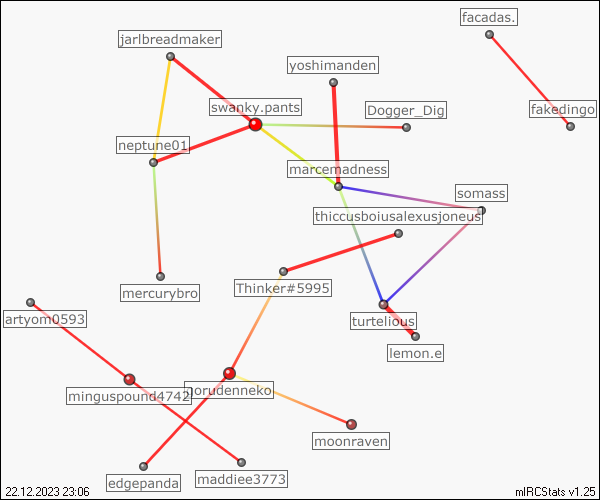 facadas.
jarlbreadmaker
yoshimanden
swanky.pants
Dogger_Dig
fakedingo
neptune01
marcemadness
somass
thiccusboiusalexusjoneus
mercurybro
Thinker#5995
artyom0593
turtelious
lemon.e
minguspound4742
gorudenneko
moonraven
edgepanda
maddiee3773
22.12.2023 23:06
mIRCStats v1.25